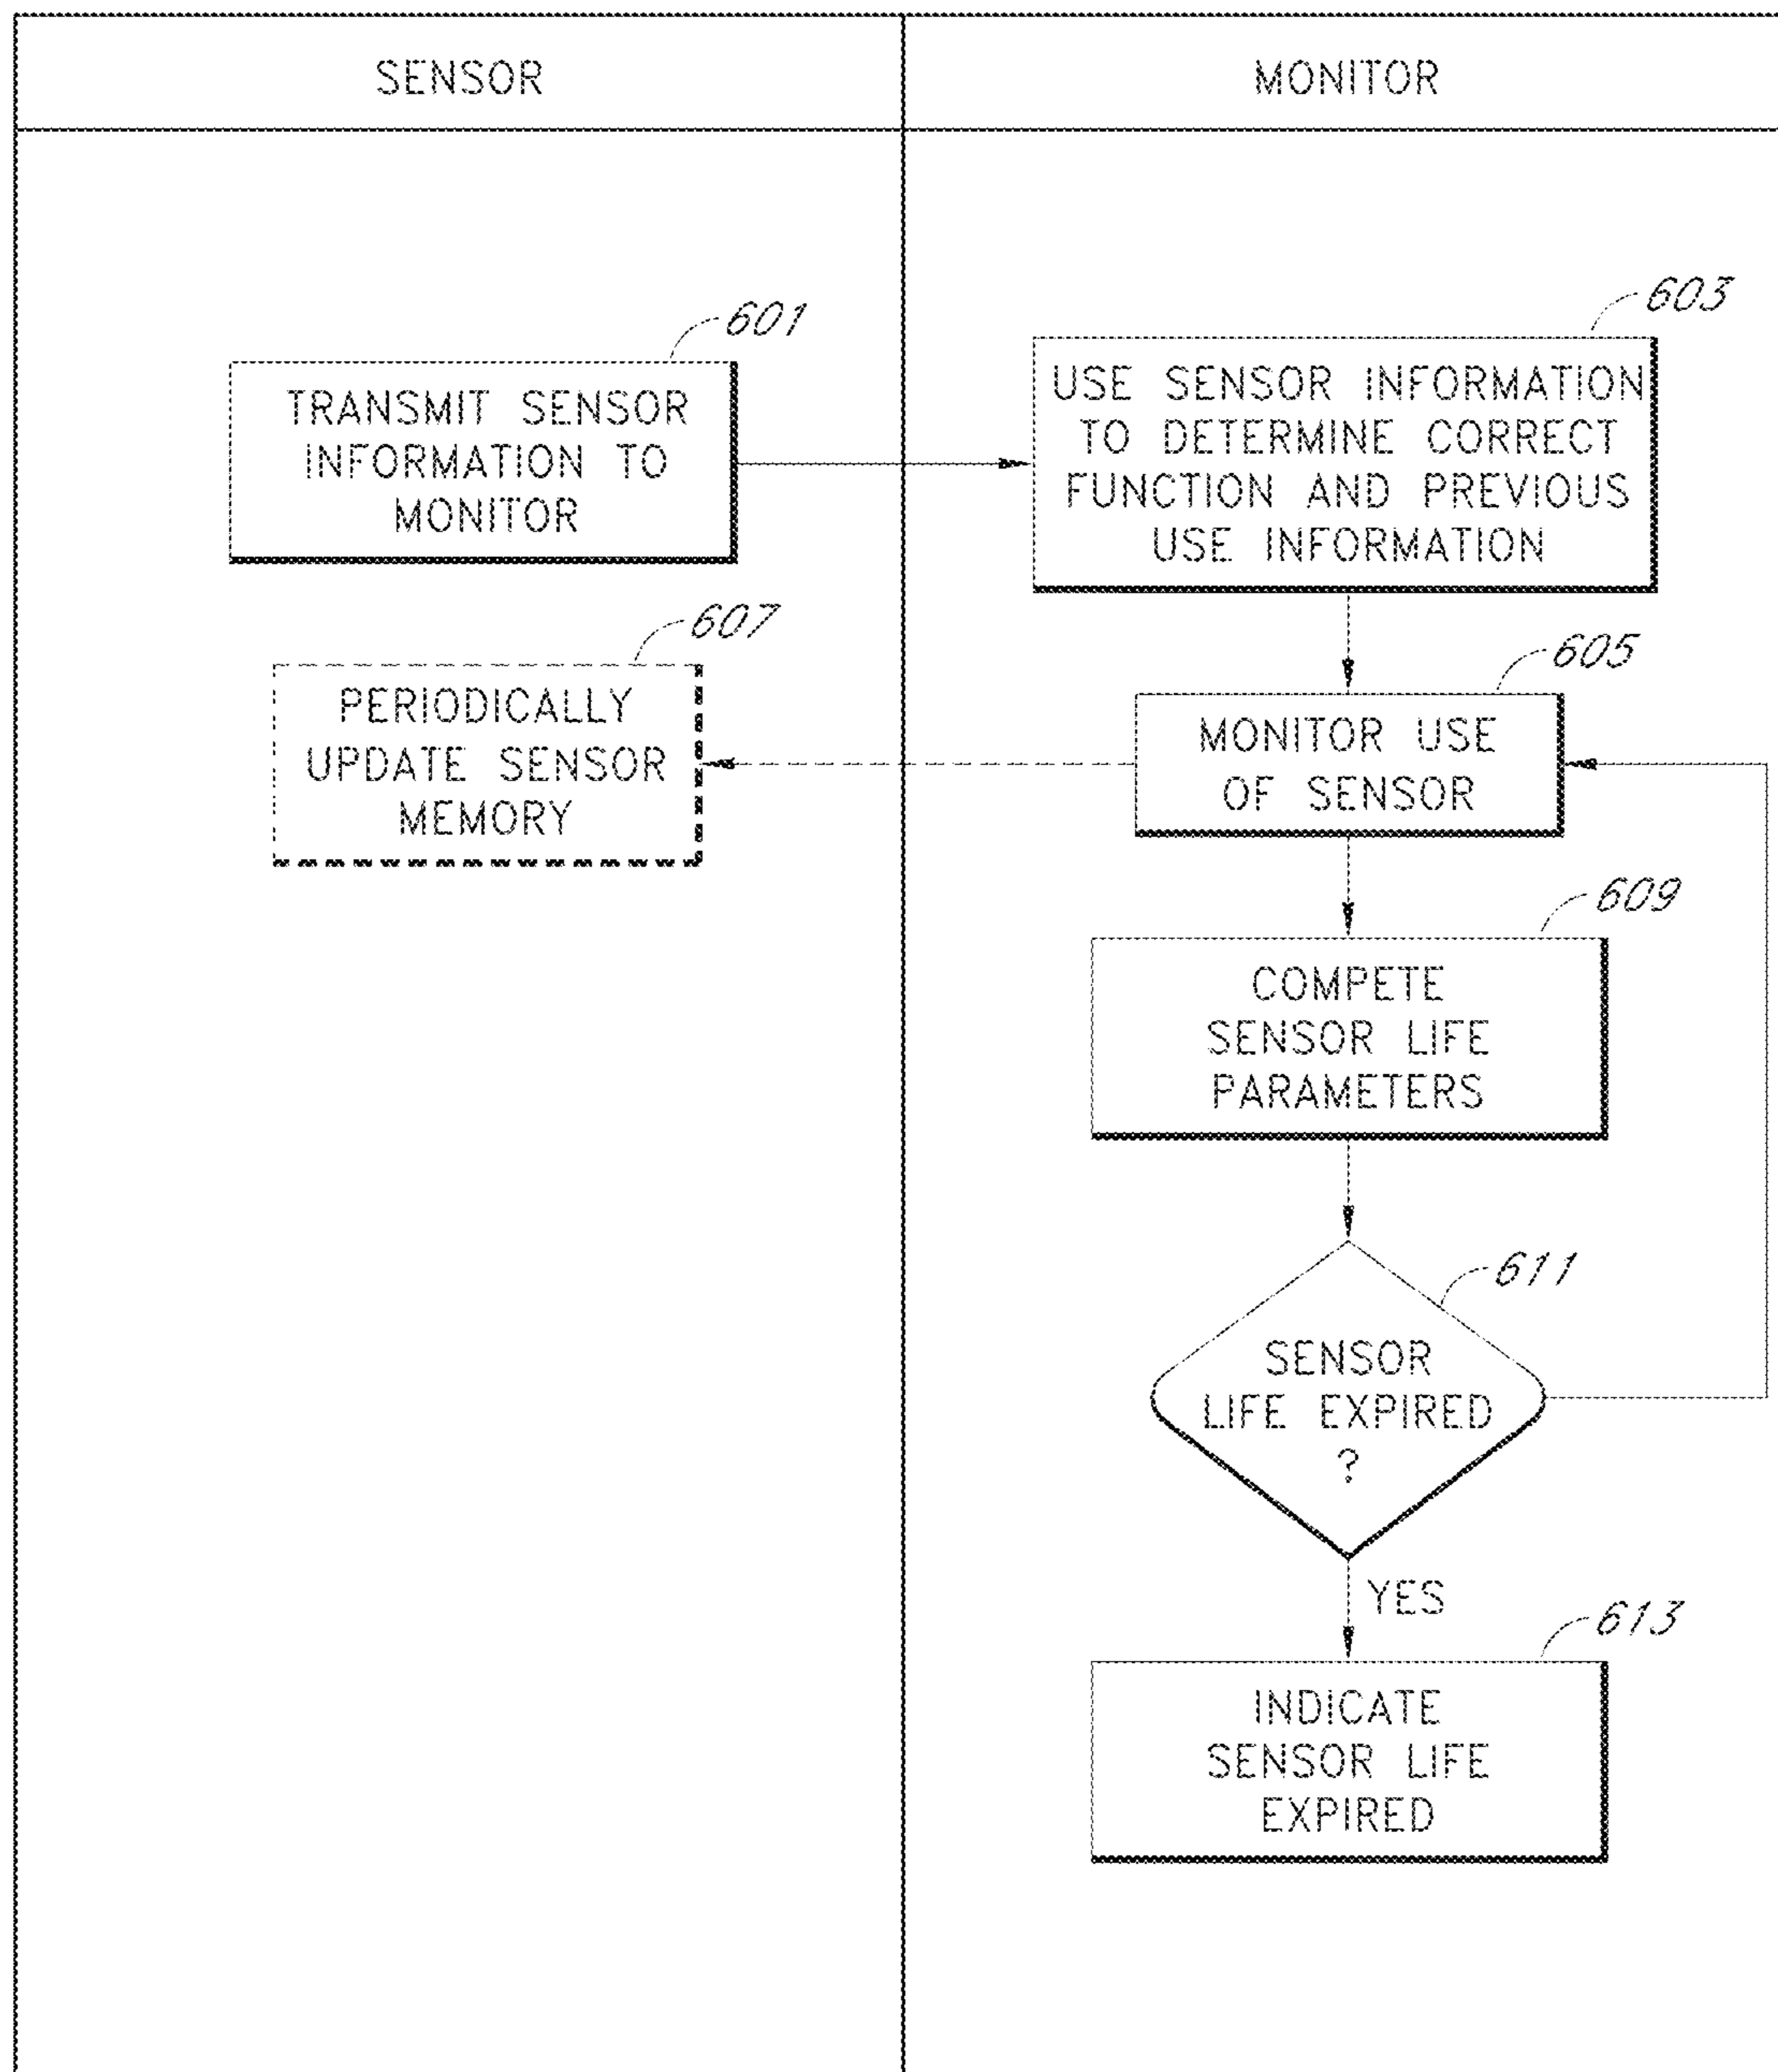 SENSOR
MONITOR
601
TRANSMIT SENSOR
INFORMATION TO
MONITOR
603
USE SENSOR INFORMATION
TO DETERMINE CORRECT
FUNCTION AND PREVIOUS
USE INFORMATION
607
PERIODICALLY
UPDATE SENSOR
MEMORY
605
MONITOR USE
OF SENSOR
609
COMPETE
SENSOR LIFE
PARAMETERS
611
SENSOR
LIFE EXPIRED
?
YES
613
INDICATE
SENSOR LIFE
EXPIRED